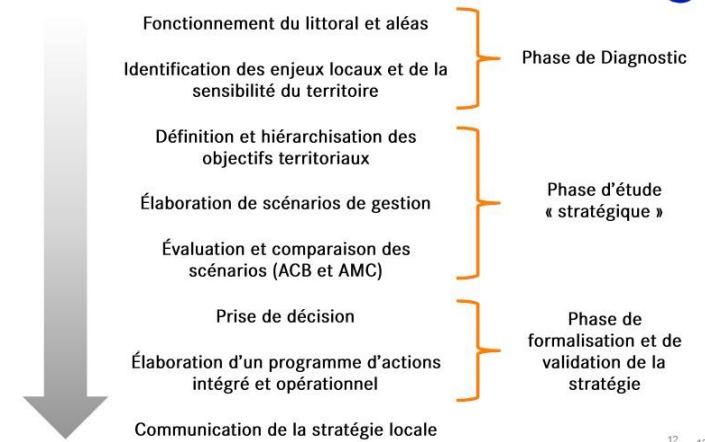 Fonctionnement du littoral et aléas
Identification des enjeux locaux et de la
sensibilité du territoire
Phase de Diagnostic
Définition et hiérarchisation des
objectifs territoriaux
Élaboration de scénarios de gestion
Évaluation et comparaison des
scénarios (ACB et AMC)
Phase d'étude
« stratégique »
Prise de décision
Élaboration d'un programme d'actions
intégré et opérationnel
Phase de
formalisation et de
validation de la
stratégie
Communication de la stratégie locale
12